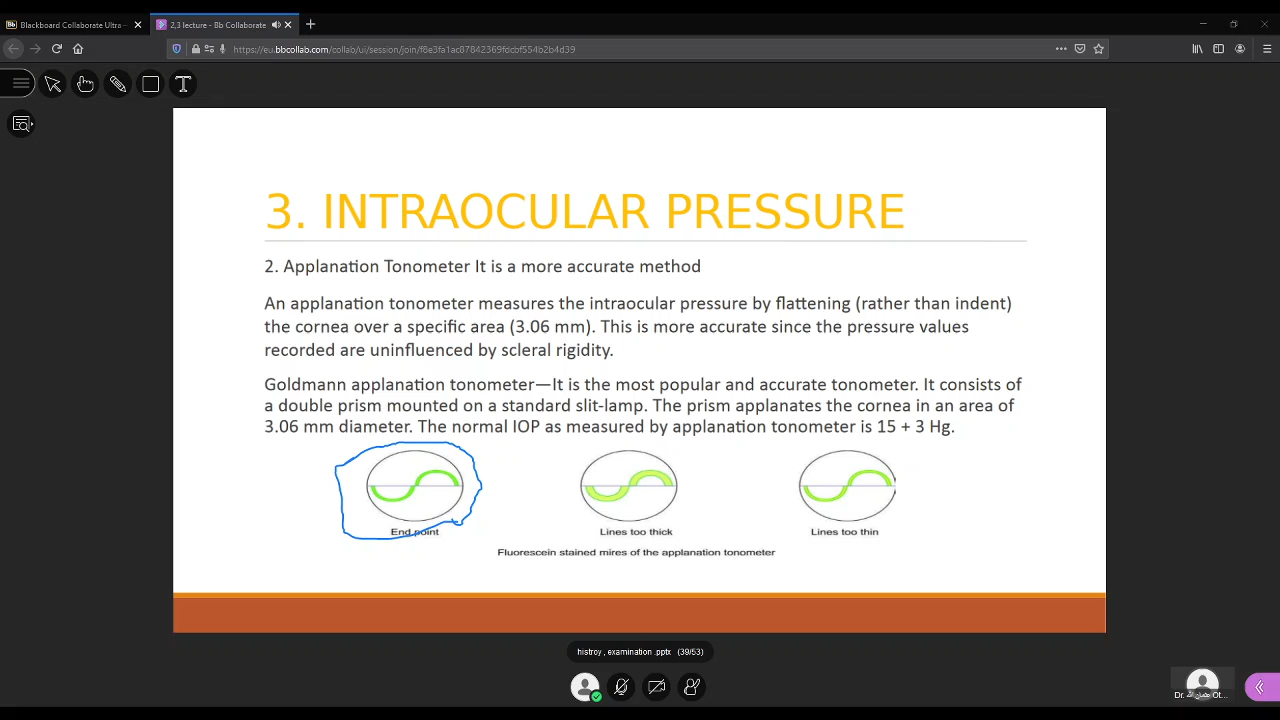 Blackboard Collaborate Ultra –
2,3 lecture - Bb Collaborate
https://eu.bbcollab.com/collab/ui/session/join/f8e3fa1ac87842369fdcbf554b2b4d39
3. INTRAOCULAR PRESSURE
2. Applanation Tonometer It is a more accurate method
An applanation tonometer measures the intraocular pressure by flattening (rather than indent)
the cornea over a specific area (3.06 mm). This is more accurate since the pressure values
recorded are uninfluenced by scleral rigidity.
Goldmann applanation tonometer—It is the most popular and accurate tonometer. It consists of
a double prism mounted on a standard slit-lamp. The prism applanates the cornea in an area of
3.06 mm diameter. The normal IOP as measured by applanation tonometer is 15 + 3 Hg.
End point
Lines too thick
Lines too thin
Fluorescein stained mires of the applanation tonometer
histroy , examination .pptx (39/53)
Dr.